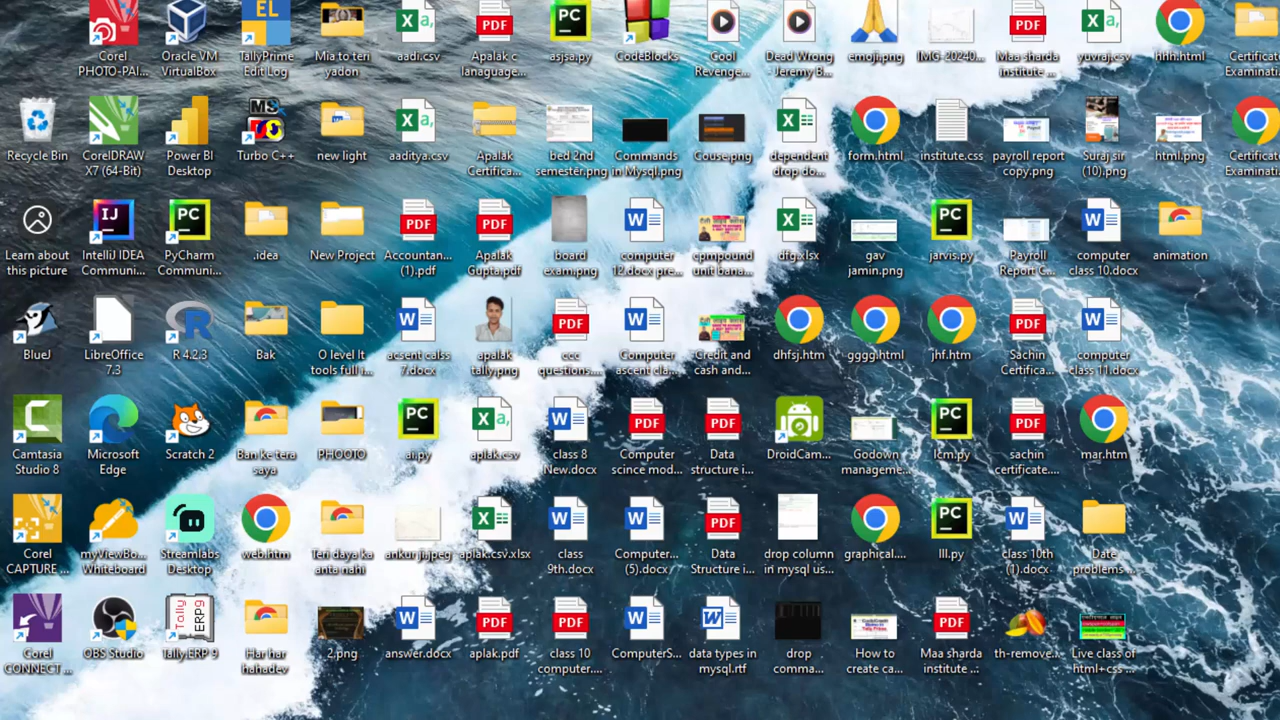 Corel
PHOTO-PAI...
Oracle VM
VirtualBox
TallyPrime
Edit Log
Mia to teri
yadon
aadi.csv
Apalak c
lanaguage...
asjsa.py
CodeBlocks
Cool
Revenge...
Dead Wrong
- Jeremy B...
emoji.png
IMG-20240...
Maa sharda
institute ...
yuvraj.csv
hhh.html
Certificate
Examinati...
Recycle Bin
CorelDRAW
X7 (64-Bit)
Power BI
Desktop
Turbo C++
new light
aaditya.csv
Apalak
Certifica...
bed 2nd
semester.png
Commands
in Mysql.png
Couse.png
dependent
drop do...
form.html
institute.css
payroll report
copy.png
Suraj sir
(10).png
html.png
Certificate
Examinati...
Learn about
this picture
IntelliJ IDEA
Communi...
PyCharm
Communi...
.idea
New Project
Accountan...
(1).pdf
Apalak
Gupta.pdf
board
exam.png
computer
12.docx pre...
cpmpound
unit bana...
dfg.xlsx
gav
jamin.png
jarvis.py
Payroll
Report C...
computer
class 10.docx
animation
BlueJ
LibreOffice
7.3
R 4.2.3
Bak
O level It
tools full i...
acsent calss
7.docx
apalak
tally.png
ccc
questions....
Computer
ascent cla...
Credit and
cash and...
dhfsj.htm
gggg.html
jhf.htm
Sachin
Certifica...
computer
class 11.docx
Camtasia
Studio 8
Microsoft
Edge
Scratch 2
Ban ke tera
saya
PHOOTO
ai.py
aplak.csv
class 8
New.docx
Computer
scince mod...
Data
structure i...
DroidCam...
Godown
manageme...
lcm.py
sachin
certificate....
mar.htm
Corel
CAPTURE ...
myViewBo...
Whiteboard
Streamlabs
Desktop
web.htm
Teri daya ka
anta nahi
ankur ji.jpeg
aplak.csv.xlsx
class
9th.docx
Computer...
(5).docx
Data
Structure i...
drop column
iri mysql us...
graphical....
lll.py
class 10th
(1).docx
Date
problems ...
Corel
CONNECT ...
OBS Studio
Tally.ERP 9
Har har
hahadev
2.png
answer.docx
aplak.pdf
class 10
computer....
ComputerS...
data types in
mysql.rtf
drop
comma...
How to
create ca...
Maa sharda
institute ...
th-remove...
Live class of
html+css ...